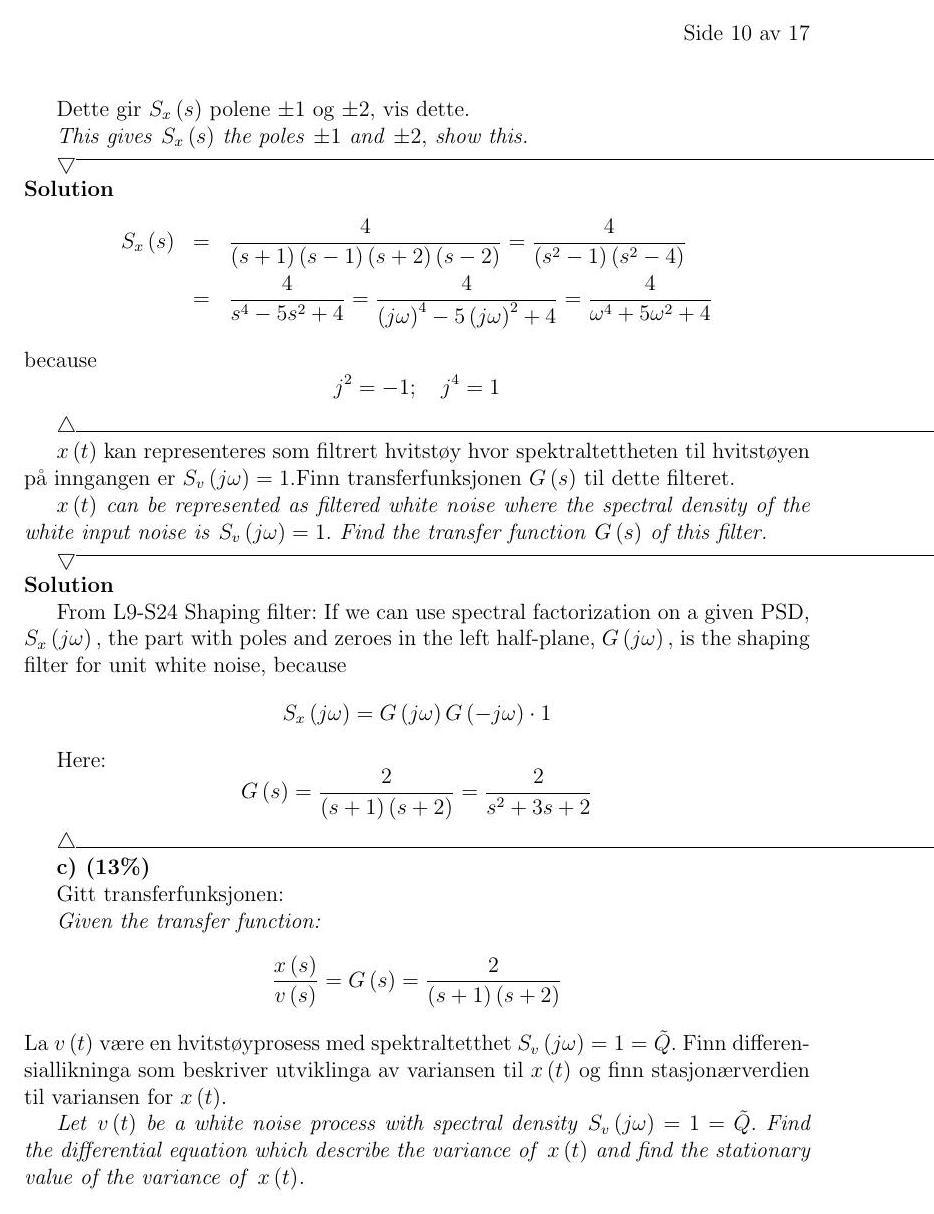 Side 10 av 17
Dette gir Sₓ (s) polene ±1 og ±2, vis dette.
This gives Sₓ (s) the poles ±1 and ±2, show this.
▽
Solution
Sₓ (s) = 4 / ((s + 1) (s − 1) (s + 2) (s − 2)) = 4 / ((s² − 1) (s² − 4))
= 4 / (s⁴ − 5s² + 4) = 4 / ((jω)⁴ − 5 (jω)² + 4) = 4 / (ω⁴ + 5ω² + 4)
because
j² = −1; j⁴ = 1
△
x (t) kan representeres som filtrert hvitstøy hvor spektraltettheten til hvitstøyen
på inngangen er Sᵥ (jω) = 1.Finn transferfunksjonen G (s) til dette filteret.
x (t) can be represented as filtered white noise where the spectral density of the
white input noise is Sᵥ (jω) = 1. Find the transfer function G (s) of this filter.
▽
Solution
From L9-S24 Shaping filter: If we can use spectral factorization on a given PSD,
Sₓ (jω) , the part with poles and zeroes in the left half-plane, G (jω) , is the shaping
filter for unit white noise, because
Sₓ (jω) = G (jω) G (−jω) · 1
Here:
G (s) = 2 / ((s + 1) (s + 2)) = 2 / (s² + 3s + 2)
△
c) (13%)
Gitt transferfunksjonen:
Given the transfer function:
x (s) / v (s) = G (s) = 2 / ((s + 1) (s + 2))
La v (t) være en hvitstøyprosess med spektraltetthet Sᵥ (jω) = 1 = Q̃. Finn differen-
siallikninga som beskriver utviklinga av variansen til x (t) og finn stasjonærverdien
til variansen for x (t).
Let v (t) be a white noise process with spectral density Sᵥ (jω) = 1 = Q̃. Find
the differential equation which describe the variance of x (t) and find the stationary
value of the variance of x (t).